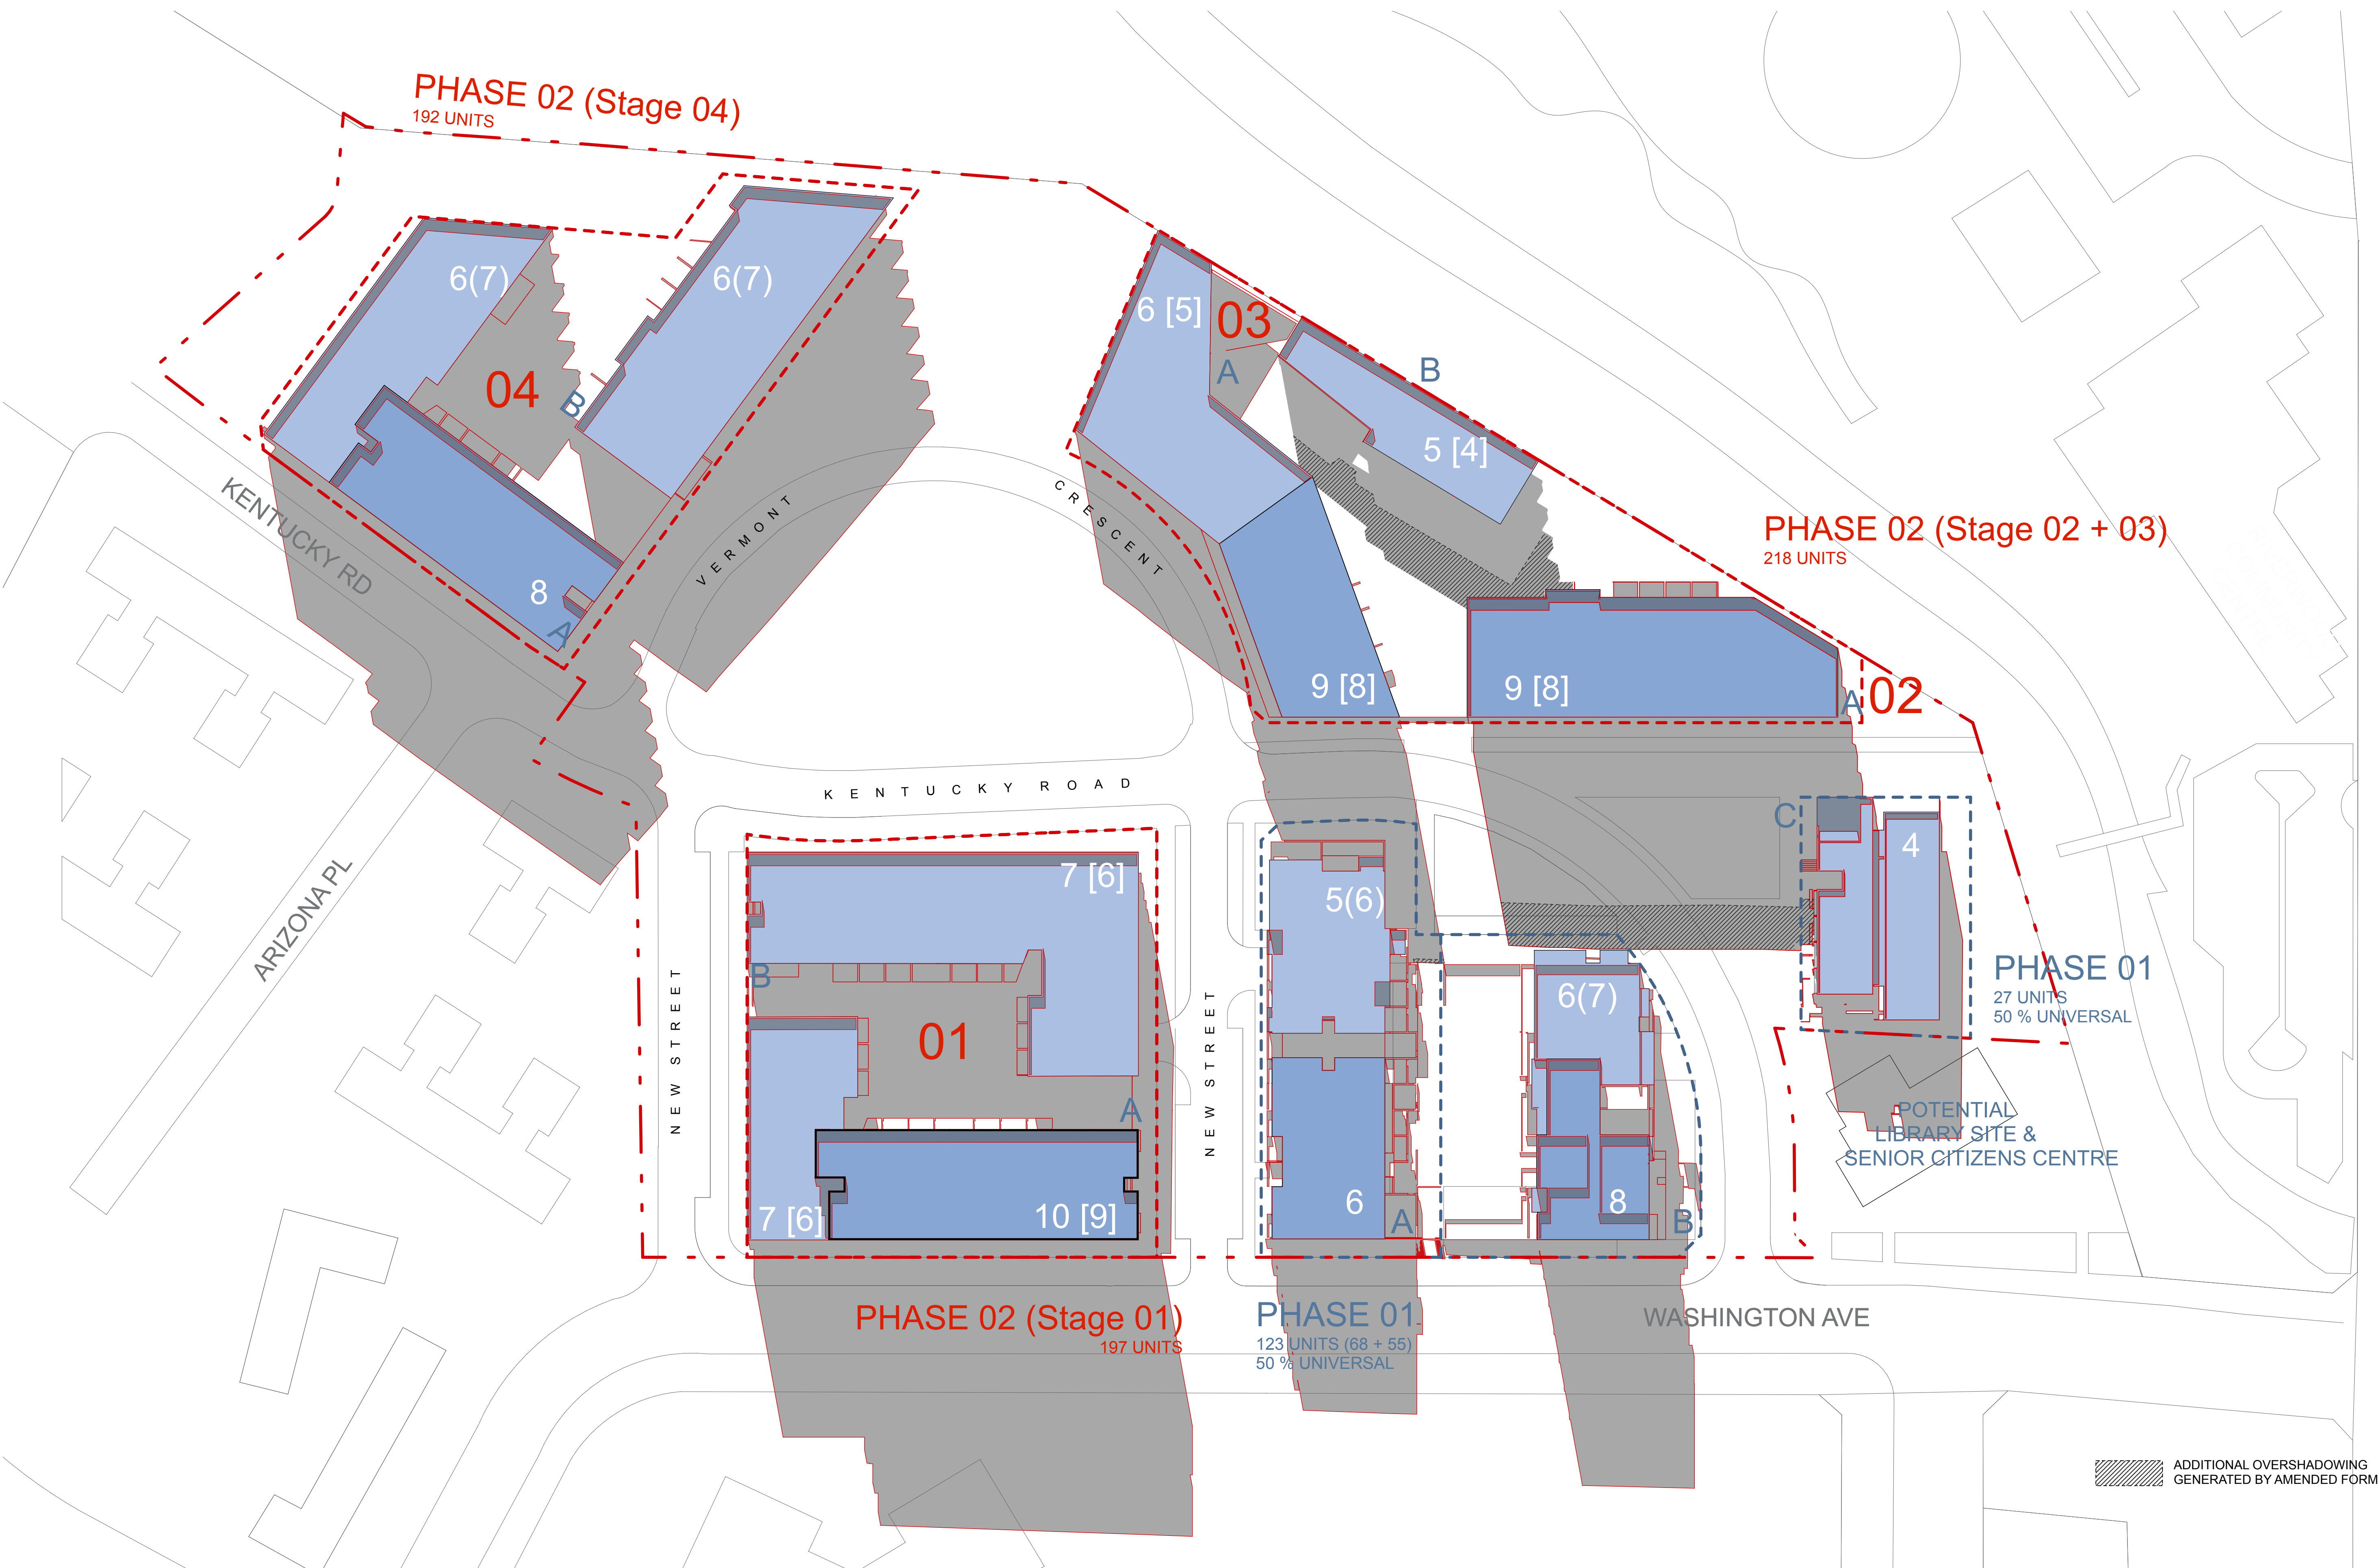 PHASE 02 (Stage 04)
192 UNITS
6(7)
6(7)
04
B
8
A
KENTUCKY RD
VERMONT
CRESCENT
6 [5]
03
A
B
5 [4]
PHASE 02 (Stage 02 + 03)
218 UNITS
9 [8]
9 [8]
A
02
KENTUCKY ROAD
ARIZONA PL
NEW STREET
7 [6]
B
01
A
7 [6]
10 [9]
NEW STREET
5(6)
6
A
6(7)
8
B
C
4
PHASE 01
27 UNITS
50 % UNIVERSAL
POTENTIAL
LIBRARY SITE &
SENIOR CITIZENS CENTRE
PHASE 02 (Stage 01)
197 UNITS
PHASE 01
123 UNITS (68 + 55)
50 % UNIVERSAL
WASHINGTON AVE
ADDITIONAL OVERSHADOWING
GENERATED BY AMENDED FORM